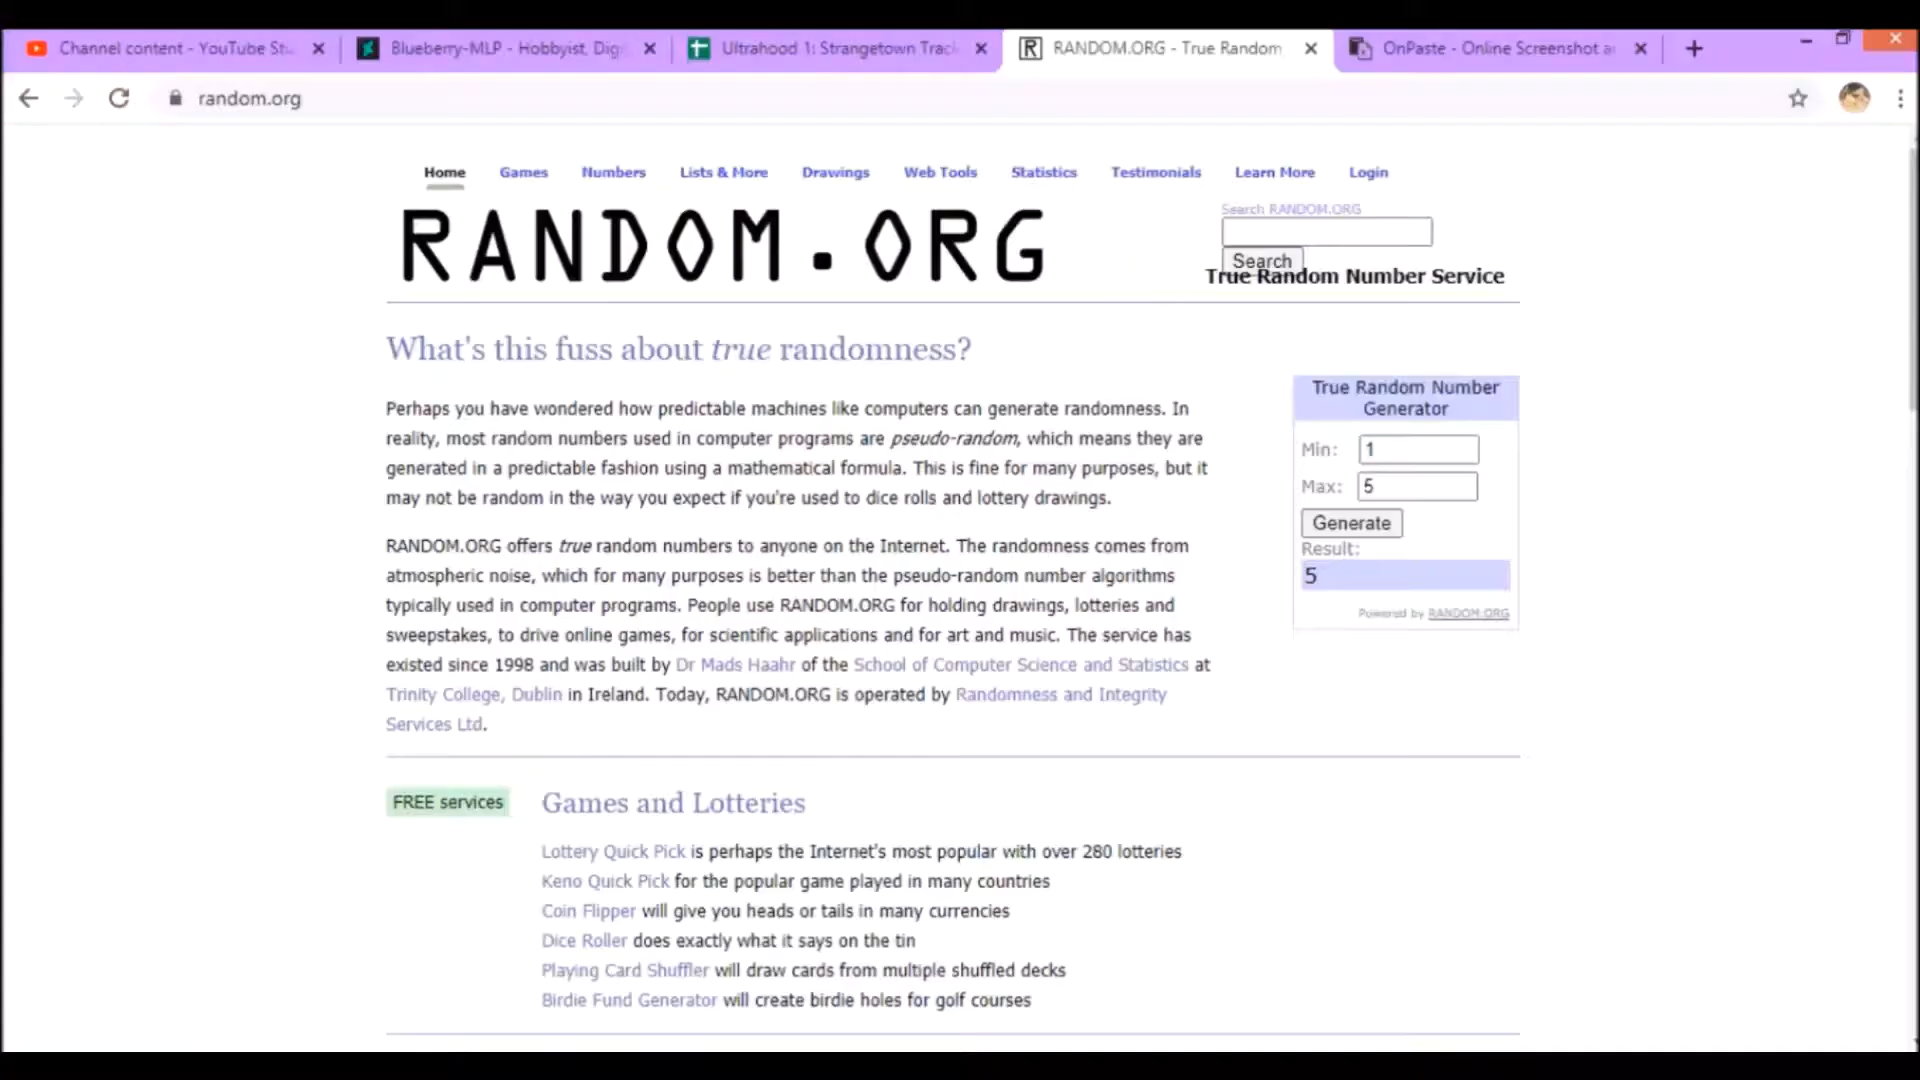 Channel content - YouTube Stu
Blueberry-MLP - Hobbyist, Digi
Ultrahood 1: Strangetown Track
RANDOM.ORG - True Random
OnPaste - Online Screenshot a
random.org
Home Games Numbers Lists & More Drawings Web Tools Statistics Testimonials Learn More Login
RANDOM.ORG
Search RANDOM.ORG
Search
True Random Number Service
What's this fuss about true randomness?
Perhaps you have wondered how predictable machines like computers can generate randomness. In
reality, most random numbers used in computer programs are pseudo-random, which means they are
generated in a predictable fashion using a mathematical formula. This is fine for many purposes, but it
may not be random in the way you expect if you're used to dice rolls and lottery drawings.
RANDOM.ORG offers true random numbers to anyone on the Internet. The randomness comes from
atmospheric noise, which for many purposes is better than the pseudo-random number algorithms
typically used in computer programs. People use RANDOM.ORG for holding drawings, lotteries and
sweepstakes, to drive online games, for scientific applications and for art and music. The service has
existed since 1998 and was built by Dr Mads Haahr of the School of Computer Science and Statistics at
Trinity College, Dublin in Ireland. Today, RANDOM.ORG is operated by Randomness and Integrity
Services Ltd.
True Random Number
Generator
Min: 1
Max: 5
Generate
Result:
5
Powered by RANDOM.ORG
FREE services
Games and Lotteries
Lottery Quick Pick is perhaps the Internet's most popular with over 280 lotteries
Keno Quick Pick for the popular game played in many countries
Coin Flipper will give you heads or tails in many currencies
Dice Roller does exactly what it says on the tin
Playing Card Shuffler will draw cards from multiple shuffled decks
Birdie Fund Generator will create birdie holes for golf courses